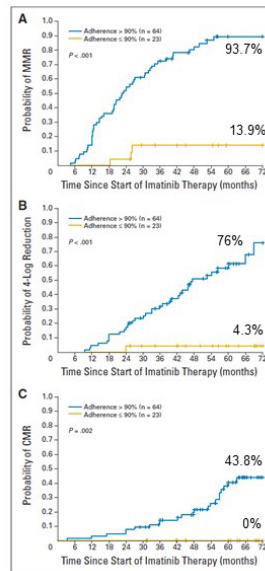 A
Adherence > 90% (n = 64)
Adherence ≤ 90% (n = 23)
P < .001
93.7%
13.9%
Probability of MMR
1.0
0.9
0.8
0.7
0.6
0.5
0.4
0.3
0.2
0.1
0 6 12 18 24 30 36 42 48 54 60 66 72
Time Since Start of Imatinib Therapy (months)
B
Adherence > 90% (n = 64)
Adherence ≤ 90% (n = 23)
P < .001
76%
4.3%
Probability of 4-Log Reduction
1.0
0.9
0.8
0.7
0.6
0.5
0.4
0.3
0.2
0.1
0 6 12 18 24 30 36 42 48 54 60 66 72
Time Since Start of Imatinib Therapy (months)
C
Adherence > 90% (n = 64)
Adherence ≤ 90% (n = 23)
P = .002
43.8%
0%
Probability of CMR
1.0
0.9
0.8
0.7
0.6
0.5
0.4
0.3
0.2
0.1
0 6 12 18 24 30 36 42 48 54 60 66 72
Time Since Start of Imatinib Therapy (months)